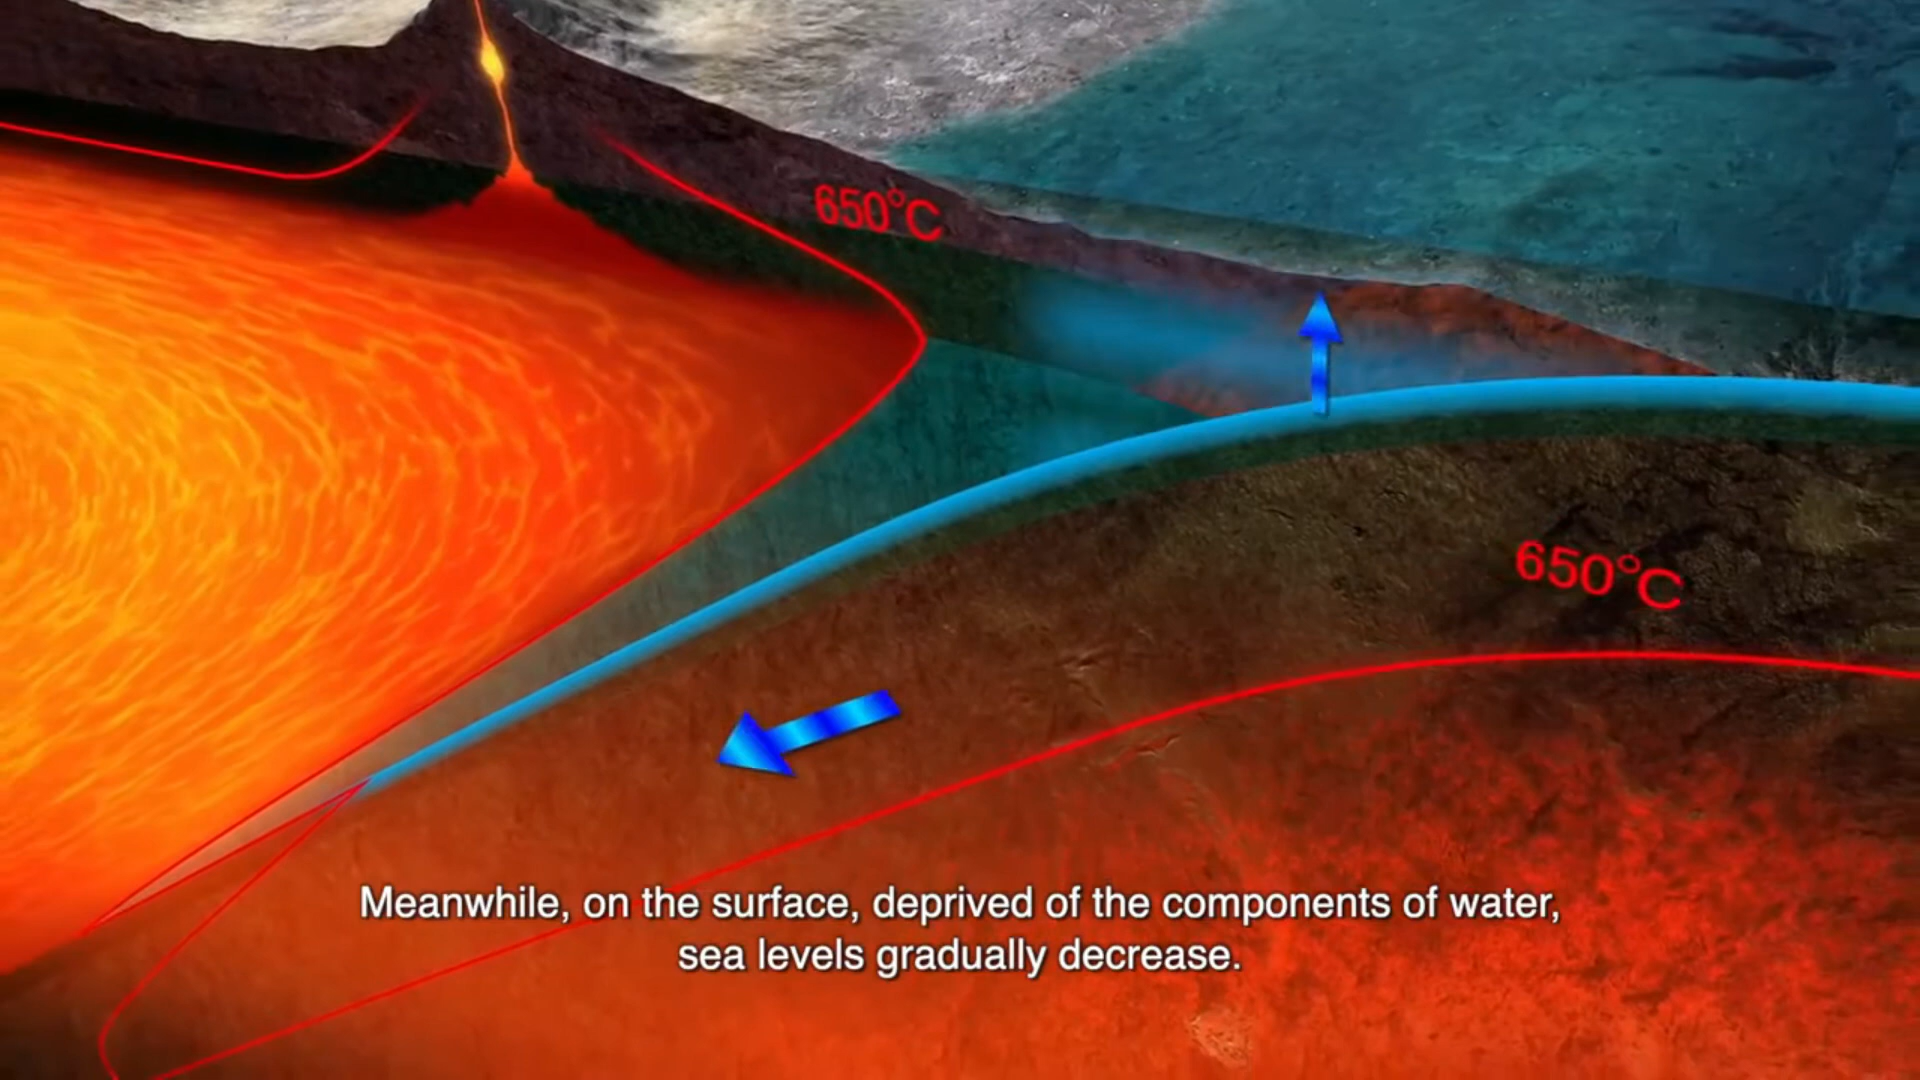 650°C
650°C
Meanwhile, on the surface, deprived of the components of water,
sea levels gradually decrease.